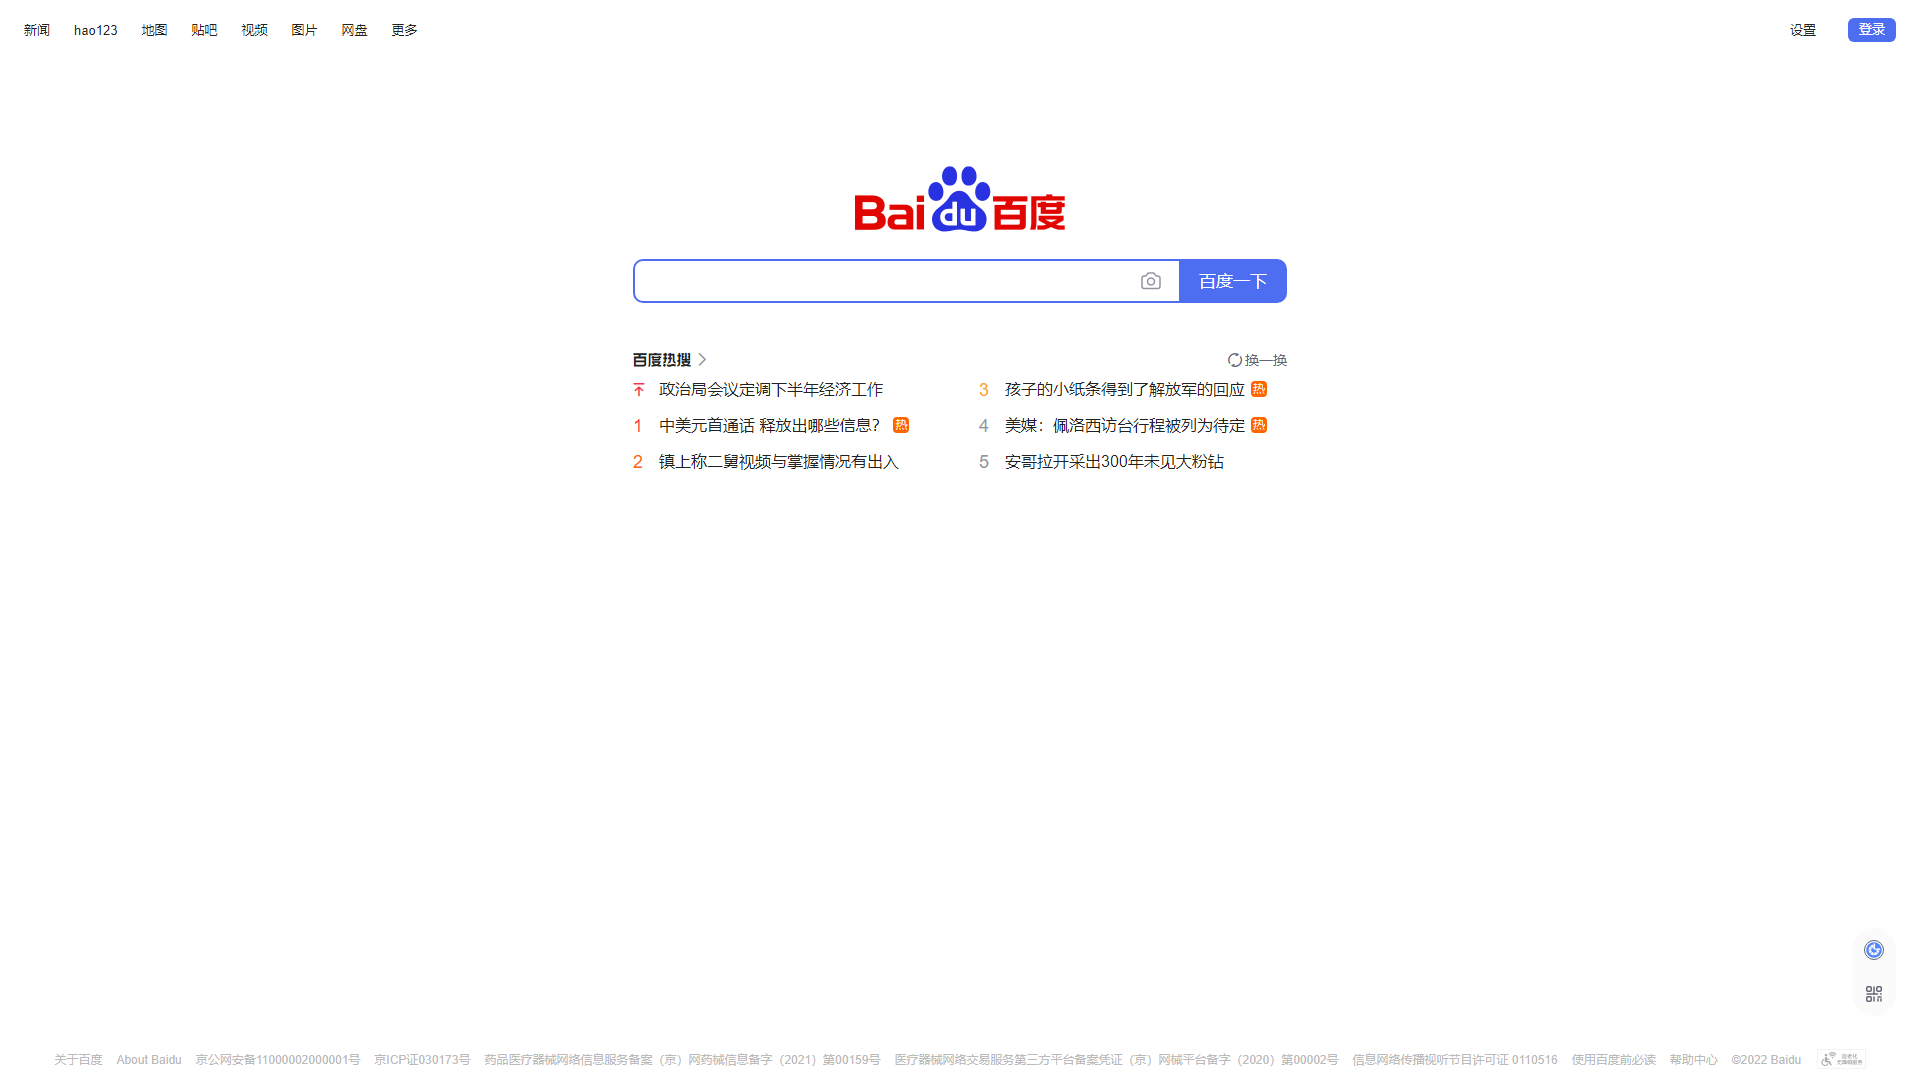 新闻 hao123 地图 贴吧 视频 图片 网盘 更多 设置 登录
Bai du 百度
百度一下
百度热搜 换一换
政治局会议定调下半年经济工作
1 中美元首通话 释放出哪些信息？ 热
2 镇上称二舅视频与掌握情况有出入
3 孩子的小纸条得到了解放军的回应 热
4 美媒：佩洛西访台行程被列为待定 热
5 安哥拉开采出300年未见大粉钻
关于百度 About Baidu 京公网安备11000002000001号 京ICP证030173号 药品医疗器械网络信息服务备案（京）网药械信息备字（2021）第00159号 医疗器械网络交易服务第三方平台备案凭证（京）网械平台备字（2020）第00002号 信息网络传播视听节目许可证 0110516 使用百度前必读 帮助中心 ©2022 Baidu